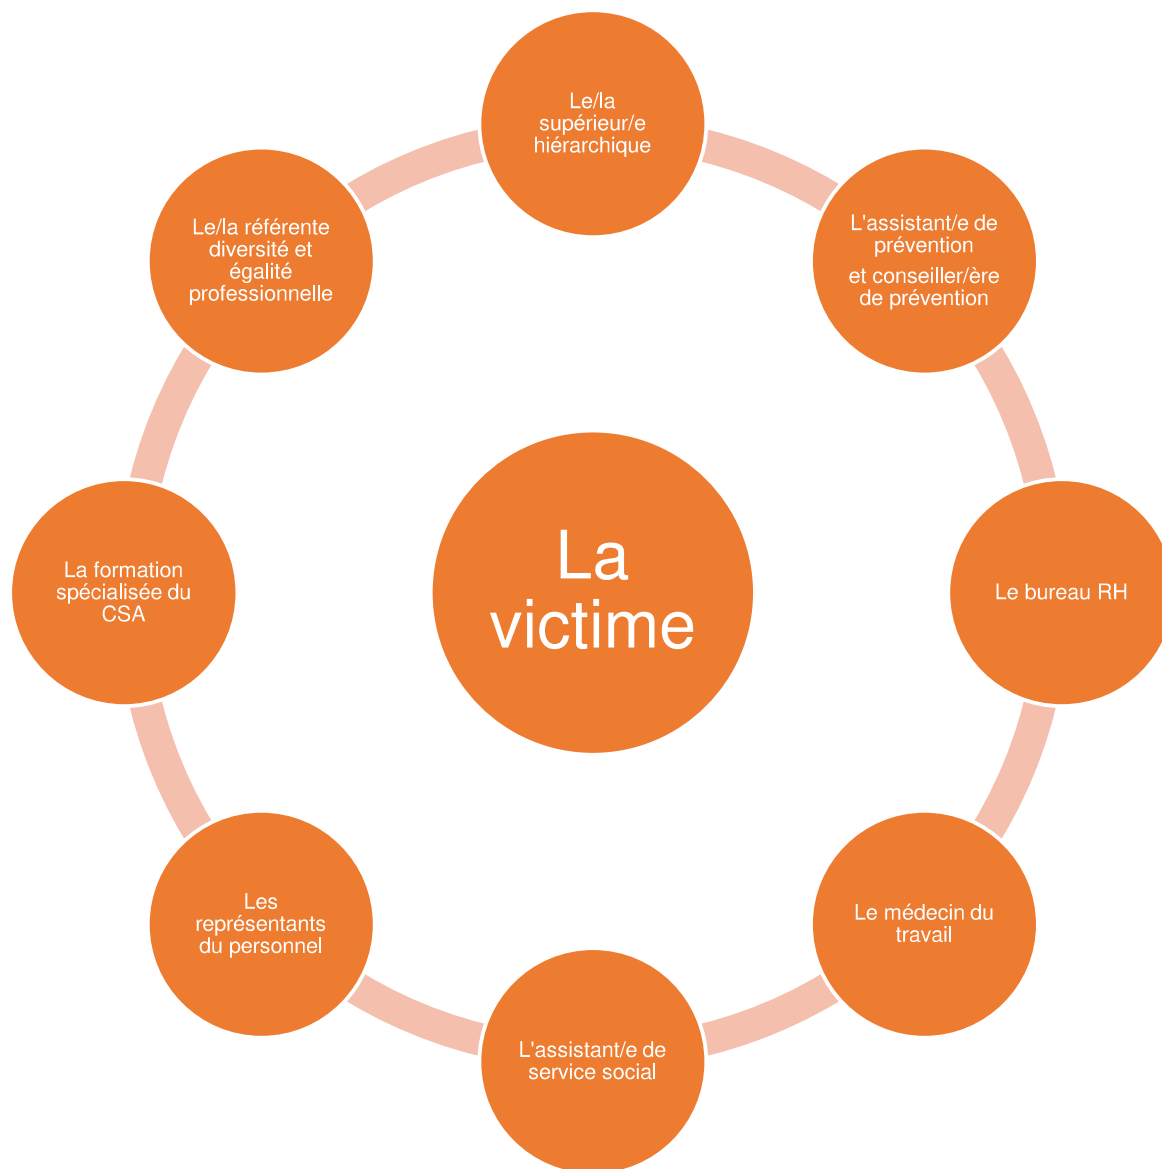 Le/la
supérieur/e
hiérarchique
L'assistant/e de
prévention
et conseiller/ère
de prévention
Le bureau RH
Le médecin du
travail
L'assistant/e de
service social
Les
représentants
du personnel
La formation
spécialisée du
CSA
Le/la référente
diversité et
égalité
professionnelle
La
victime